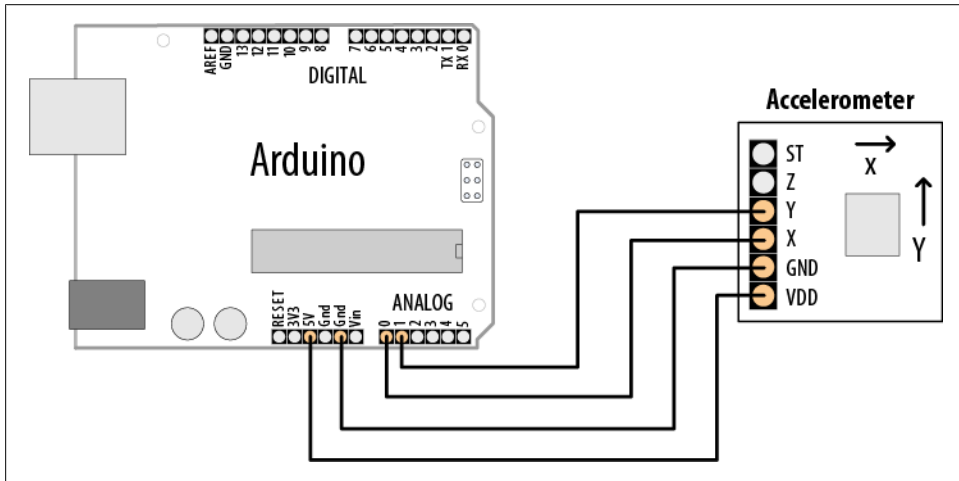 AREF
GND
13
12
11
10
9
8
7
6
5
4
3
2
TX 1
RX 0
DIGITAL
Arduino
Accelerometer
ST
Z
Y
X
GND
VDD
X
Y
ANALOG
RESET
3V3
5V
Gnd
Gnd
Vin
0
1
2
3
4
5